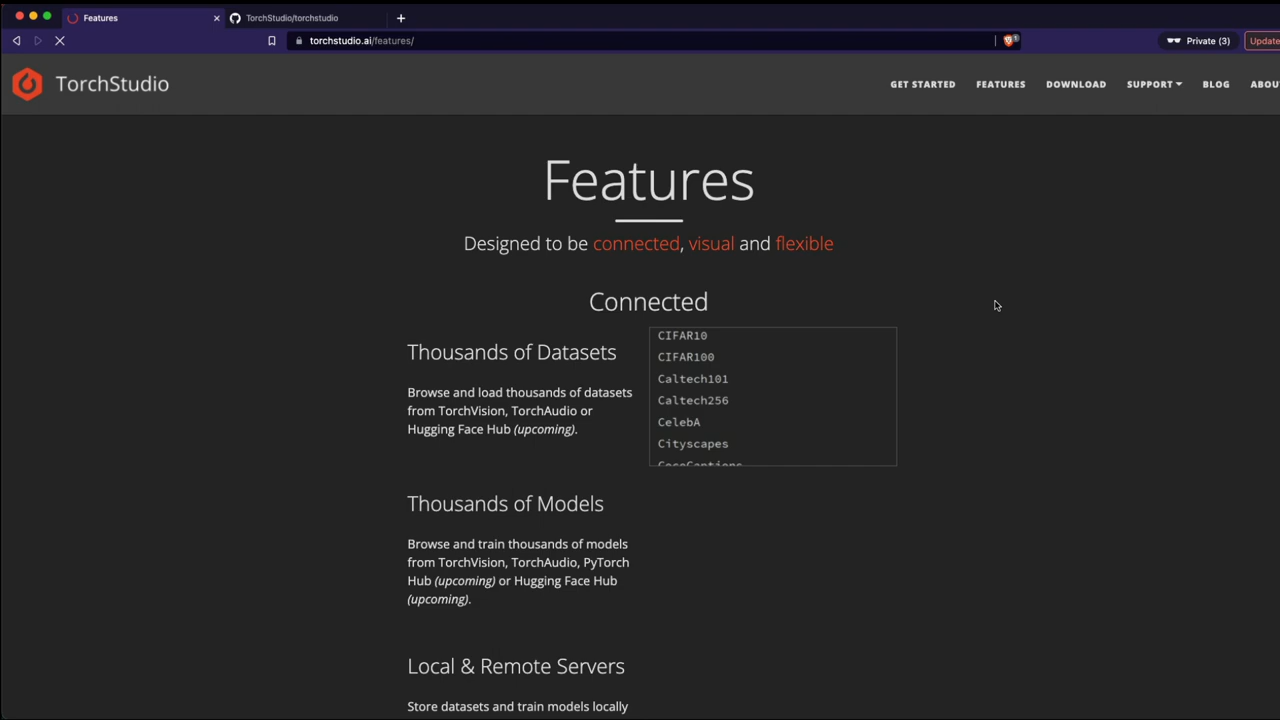 Features
TorchStudio/torchstudio
torchstudio.ai/features/
1
Private (3)
Update
TorchStudio
GET STARTED
FEATURES
DOWNLOAD
SUPPORT
BLOG
ABOU
Features
Designed to be connected, visual and flexible
Connected
Thousands of Datasets
Browse and load thousands of datasets
from TorchVision, TorchAudio or
Hugging Face Hub (upcoming).
CIFAR10
CIFAR100
Caltech101
Caltech256
CelebA
Cityscapes
CocoCaptions
Thousands of Models
Browse and train thousands of models
from TorchVision, TorchAudio, PyTorch
Hub (upcoming) or Hugging Face Hub
(upcoming).
Local & Remote Servers
Store datasets and train models locally